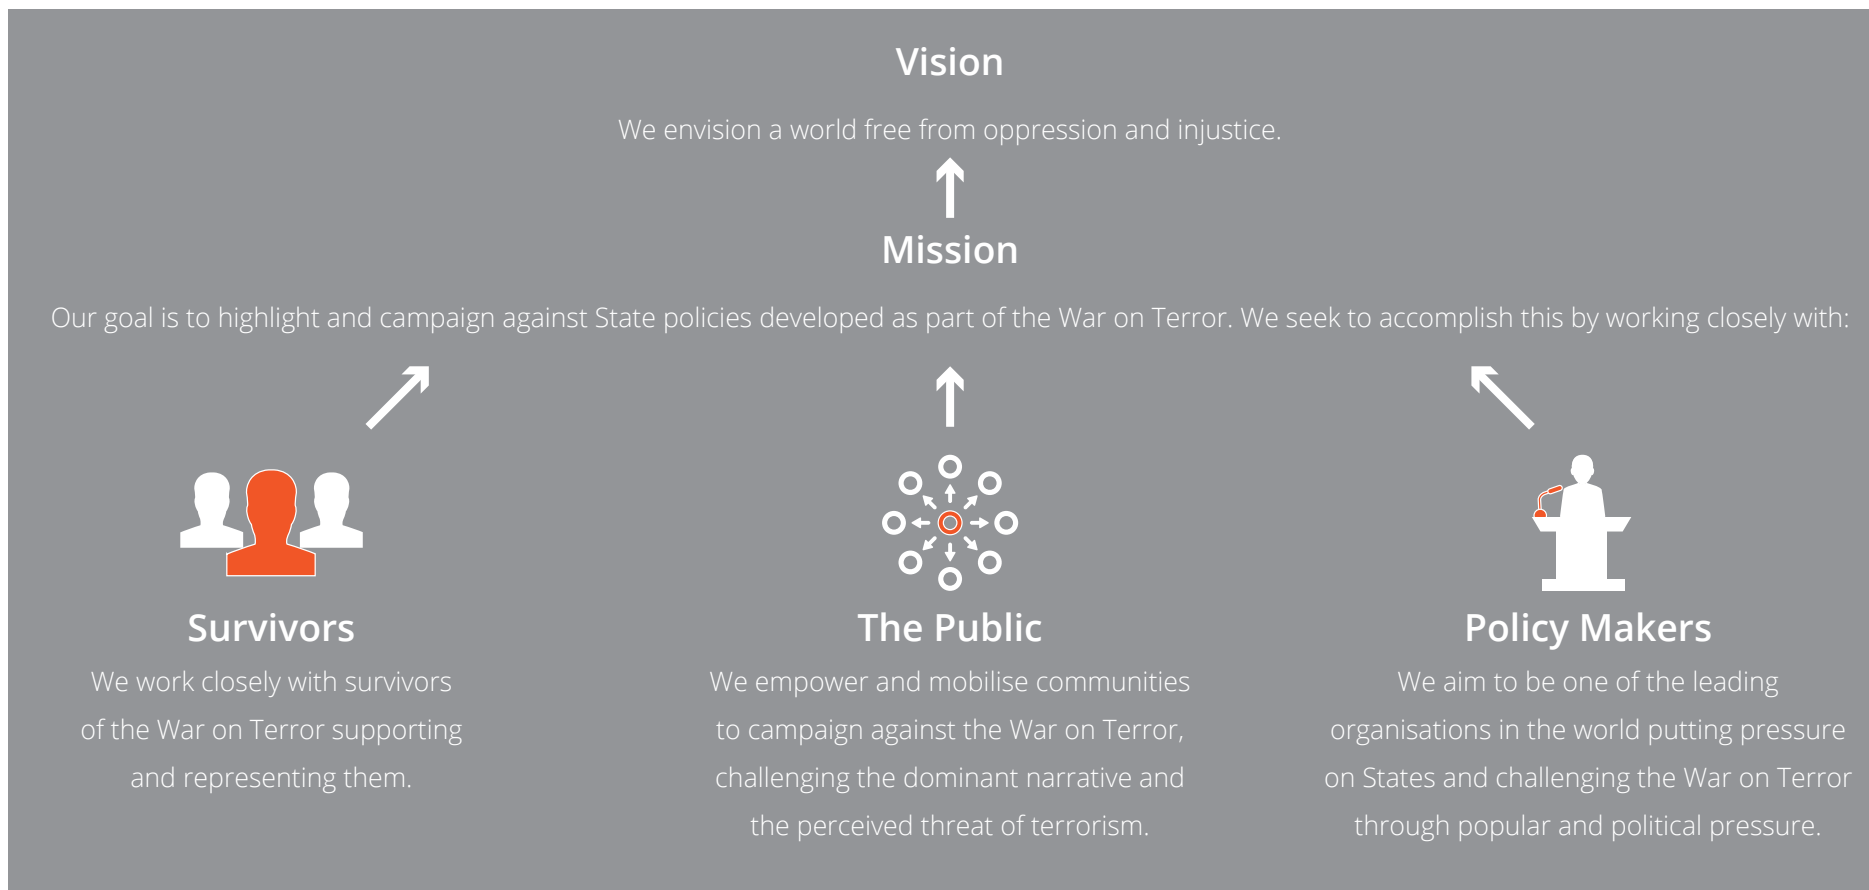 Vision
We envision a world free from oppression and injustice.
Mission
Our goal is to highlight and campaign against State policies developed as part of the War on Terror. We seek to accomplish this by working closely with:
Survivors
We work closely with survivors
of the War on Terror supporting
and representing them.
The Public
We empower and mobilise communities
to campaign against the War on Terror,
challenging the dominant narrative and
the perceived threat of terrorism.
Policy Makers
We aim to be one of the leading
organisations in the world putting pressure
on States and challenging the War on Terror
through popular and political pressure.